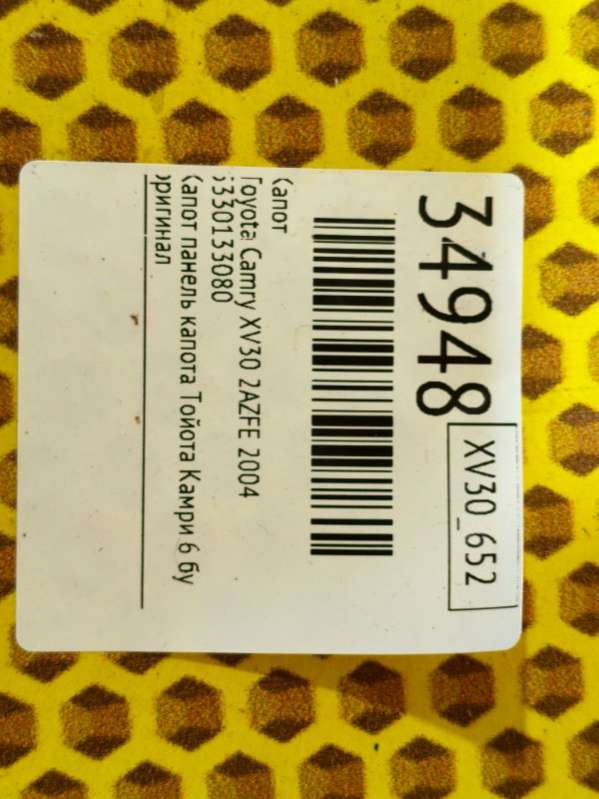 34948
XV30_652
Капот
Toyota Camry XV30 2AZFE 2004
5330133080
Капот панель капота Тойота Камри 6 бу
оригинал